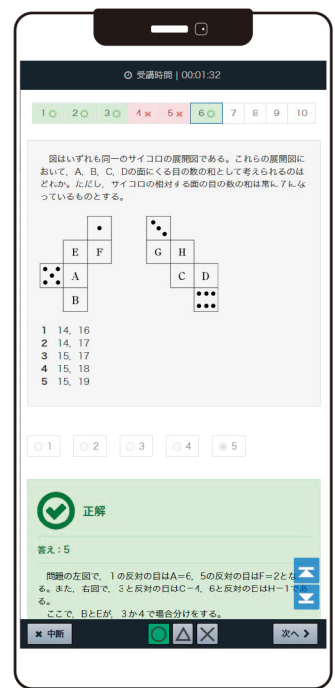 受講時間 | 00:01:32
1 2 3 4 5 6 7 8 9 10
図はいずれも同一のサイコロの展開図である。これらの展開図に
おいて，A，B，C，Dの面にくる目の数の和として考えられるのは
どれか。ただし，サイコロの相対する面の目の数の和は常に７にな
っているものとする。
E F G H
A C D
B
1 14，16
2 14，17
3 15，17
4 15，18
5 15，19
1 2 3 4 5
正解
答え：5
問題の左図で，1の反対の目はA=6，5の反対の目はF=2とな
る。また，右図で，3と反対の目はC=4，6と反対の目はH=1であ
る。
ここで，BとEが，3か4で場合分けをする。
中断
次へ